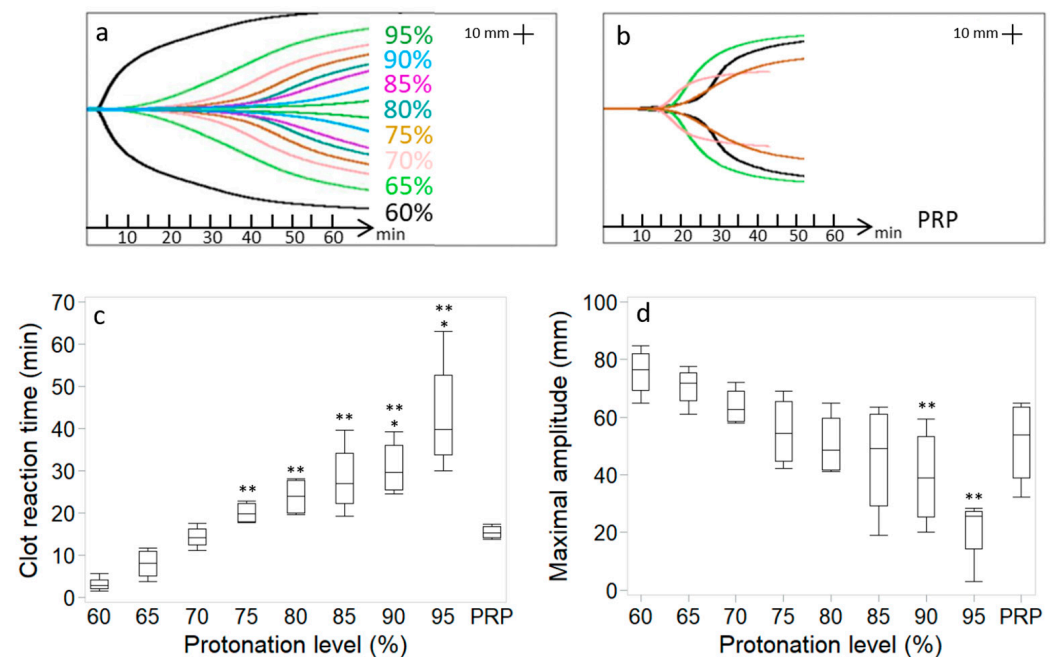 a
95%
90%
85%
80%
75%
70%
65%
60%
10 mm
10 20 30 40 50 60 min
b
10 mm
10 20 30 40 50 60 min
PRP
c
Clot reaction time (min)
70
60
50
40
30
20
10
0
**
**
**
**
*
**
*
60 65 70 75 80 85 90 95 PRP
Protonation level (%)
d
Maximal amplitude (mm)
100
80
60
40
20
0
**
**
60 65 70 75 80 85 90 95 PRP
Protonation level (%)